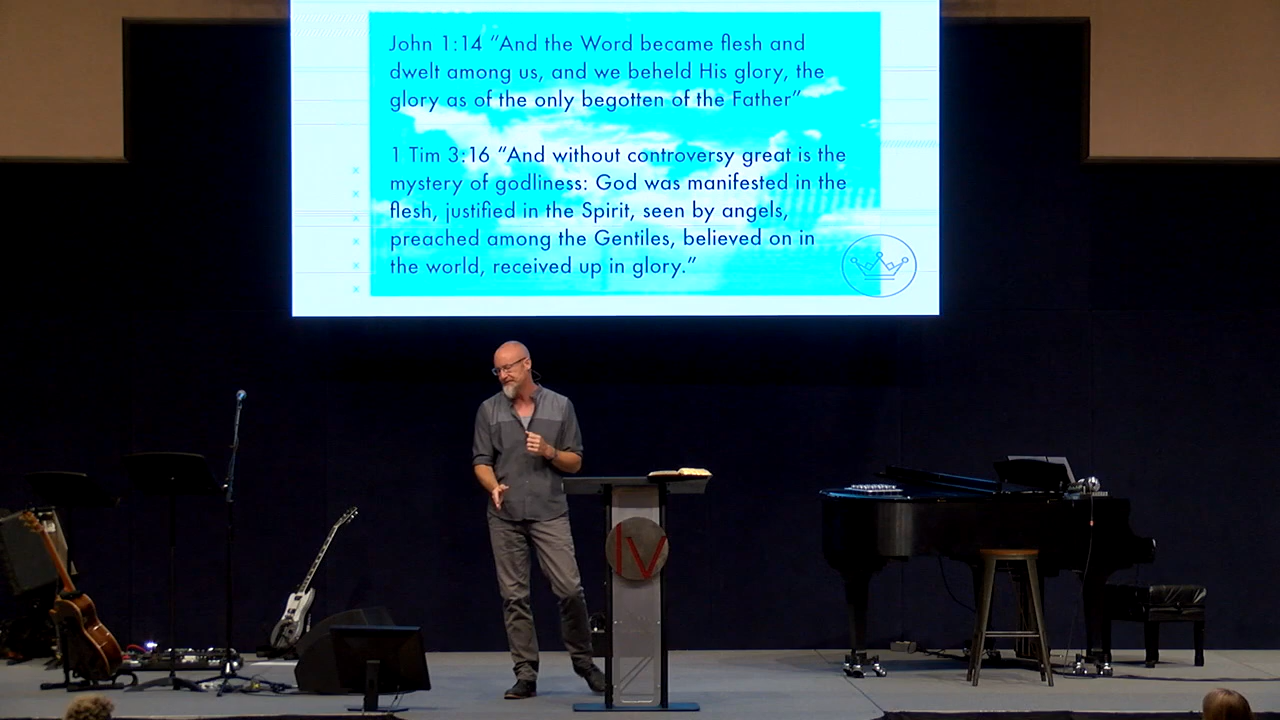 John 1:14 “And the Word became flesh and
dwelt among us, and we beheld His glory, the
glory as of the only begotten of the Father”
1 Tim 3:16 “And without controversy great is the
mystery of godliness: God was manifested in the
flesh, justified in the Spirit, seen by angels,
preached among the Gentiles, believed on in
the world, received up in glory.”
IV